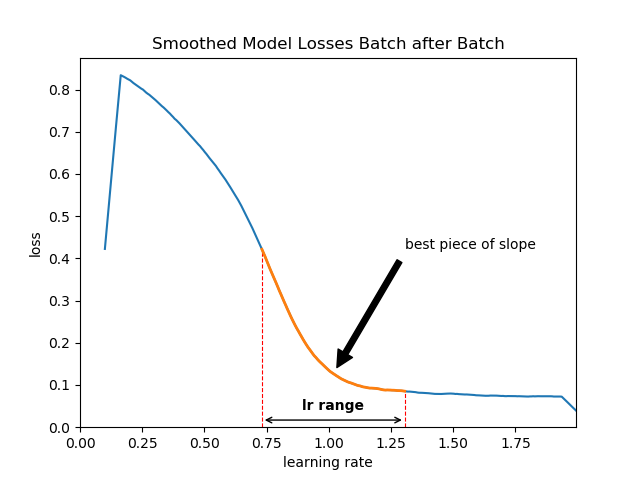 Smoothed Model Losses Batch after Batch
0.8
0.7
0.6
0.5
0.4
0.3
0.2
0.1
0.0
loss
best piece of slope
lr range
0.00 0.25 0.50 0.75 1.00 1.25 1.50 1.75
learning rate